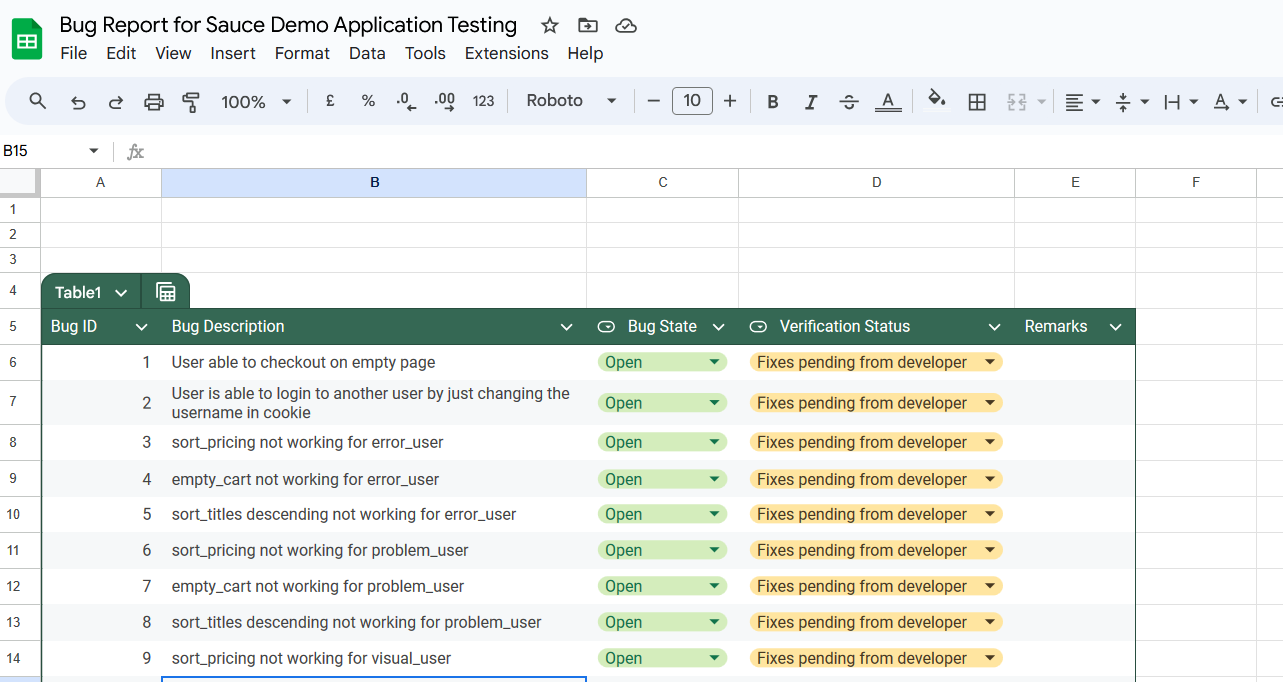 Bug Report for Sauce Demo Application Testing
File Edit View Insert Format Data Tools Extensions Help
100% £ % .0 .00 123 Roboto 10 B I S A A
B15 fx
A B C D E F
1
2
3
4 Table1
5 Bug ID Bug Description Bug State Verification Status Remarks
6 1 User able to checkout on empty page Open Fixes pending from developer
7 2 User is able to login to another user by just changing the
username in cookie Open Fixes pending from developer
8 3 sort_pricing not working for error_user Open Fixes pending from developer
9 4 empty_cart not working for error_user Open Fixes pending from developer
10 5 sort_titles descending not working for error_user Open Fixes pending from developer
11 6 sort_pricing not working for problem_user Open Fixes pending from developer
12 7 empty_cart not working for problem_user Open Fixes pending from developer
13 8 sort_titles descending not working for problem_user Open Fixes pending from developer
14 9 sort_pricing not working for visual_user Open Fixes pending from developer